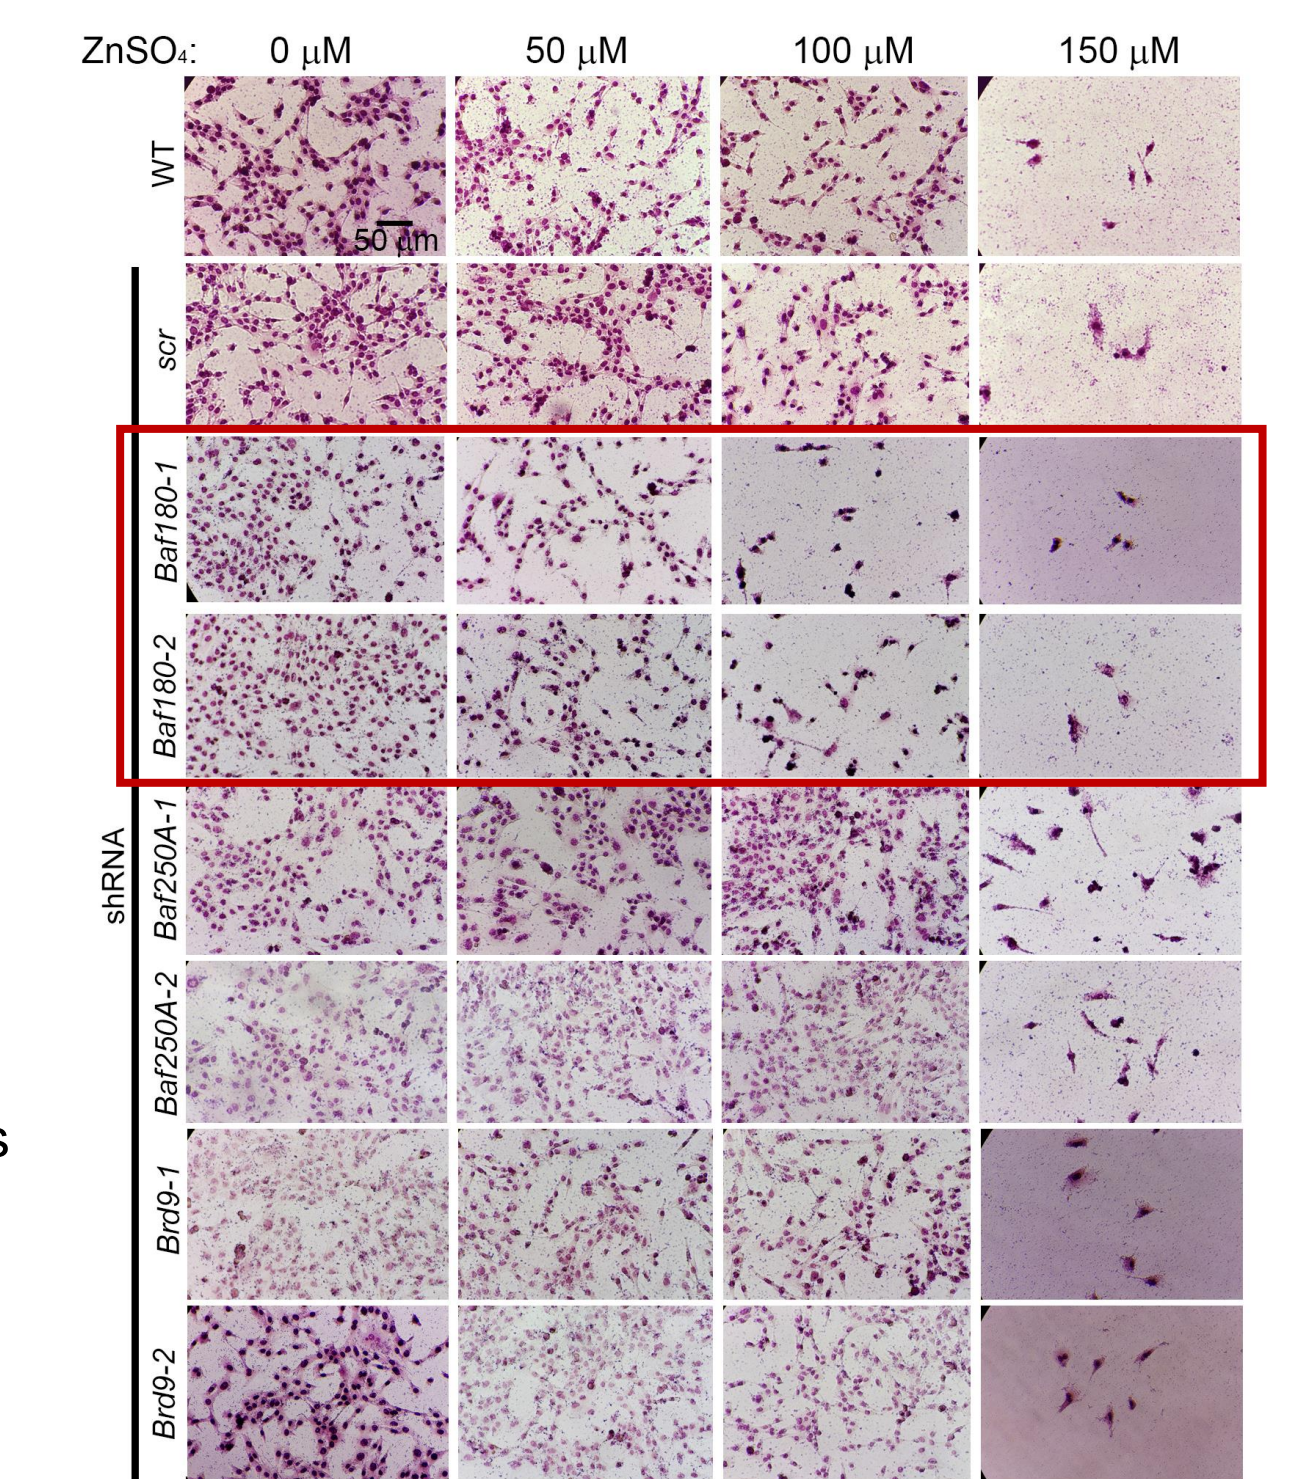 ZnSO₄: 0 μM 50 μM 100 μM 150 μM
WT
50 μm
scr
Baf180-1
Baf180-2
shRNA
Baf250A-1
Baf250A-2
s
Brd9-1
Brd9-2